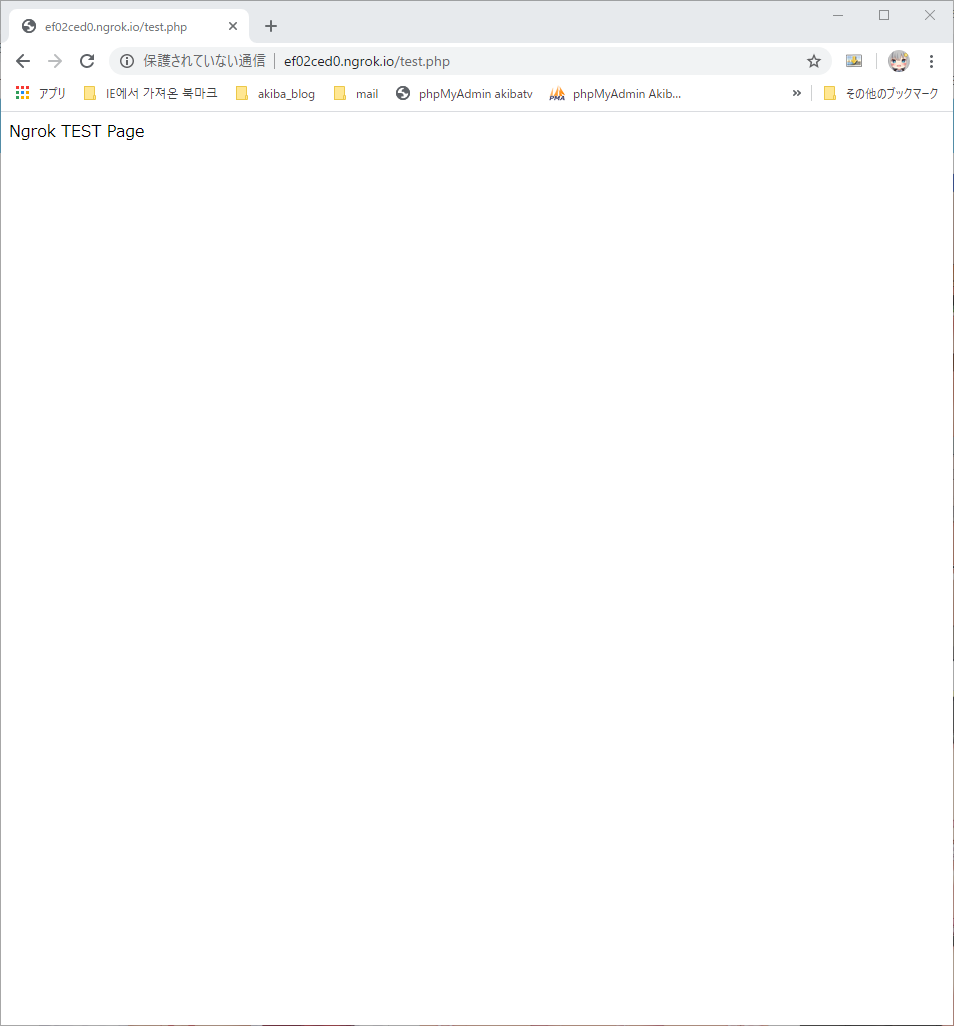 ef02ced0.ngrok.io/test.php
保護されていない通信 ef02ced0.ngrok.io/test.php
アプリ IE에서 가져온 북마크 akiba_blog mail phpMyAdmin akibatv PMA phpMyAdmin Akib... » その他のブックマーク
Ngrok TEST Page